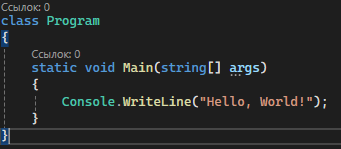 Ссылок: 0
class Program
{
Ссылок: 0
static void Main(string[] args)
{
Console.WriteLine("Hello, World!");
}
}